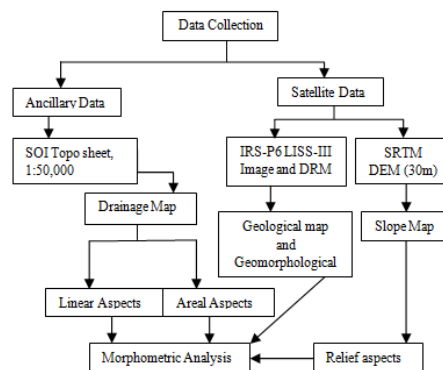 Data Collection
Ancillary Data
Satellite Data
SOI Topo sheet,
1:50,000
IRS-P6 LISS-III
Image and DRM
SRTM
DEM (30m)
Drainage Map
Geological map
and
Geomorphological
Slope Map
Linear Aspects
Areal Aspects
Morphometric Analysis
Relief aspects